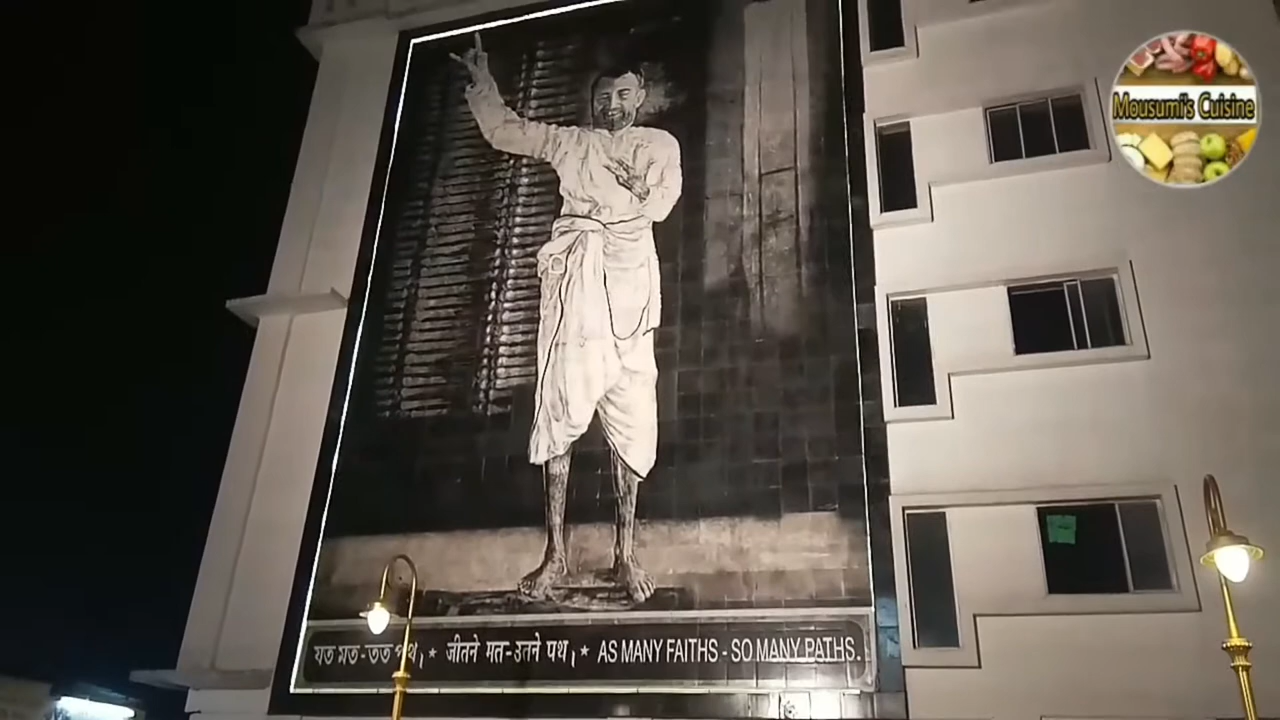 যত মত-তত পথ। * जीतने मत-उतने पथ। * AS MANY FAITHS - SO MANY PATHS.
Mousumi's Cuisine